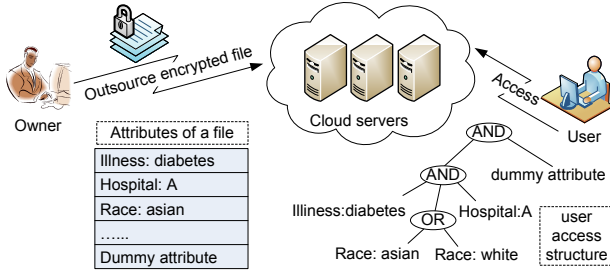 Outsource encrypted file
Owner
Cloud servers
Access
User
Attributes of a file
Illness: diabetes
Hospital: A
Race: asian
…...
Dummy attribute
AND
AND
dummy attribute
Illiness:diabetes
Hospital:A
OR
Race: asian
Race: white
user
access
structure